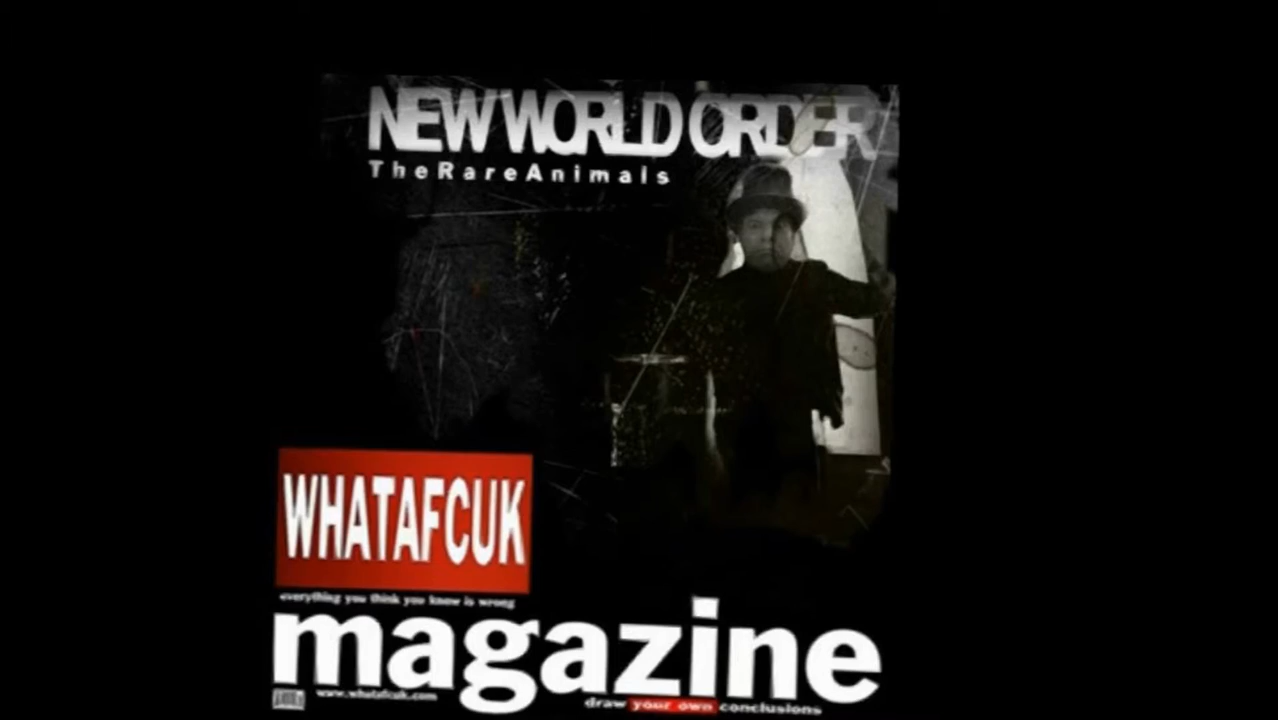 NEW WORLD ORDER
TheRareAnimals
WHATAFCUK
everything you think you know is wrong
magazine
www.whatafcuk.com
draw your own conclusions